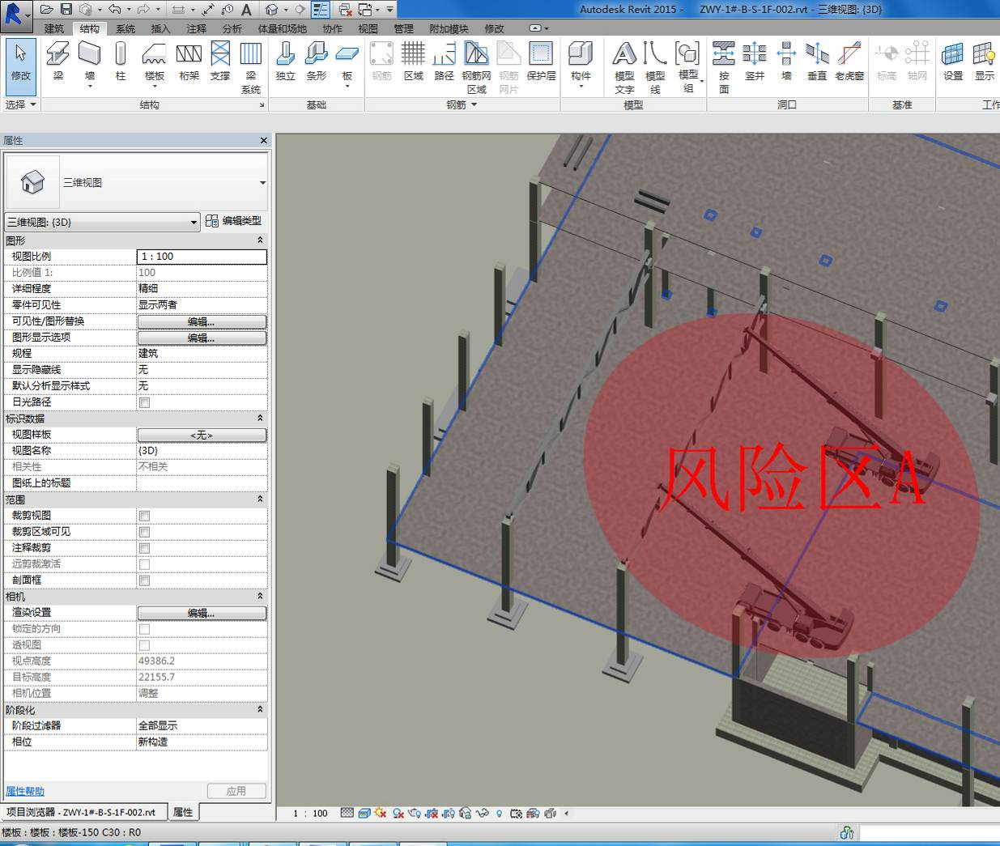 Autodesk Revit 2015 -    ZWY-1#-B-S-1F-002.rvt - 三维视图: {3D}
建筑 结构 系统 插入 注释 分析 体量和场地 协作 视图 管理 附加模块 修改
修改 梁 墙 柱 楼板 桁架 支撑 梁系统 独立 条形 板 钢筋 区域 路径 钢筋网区域 钢筋网片 保护层 构件 模型文字 模型线 模型组 按面 竖井 墙 垂直 老虎窗 标高 轴网 设置 显示
选择 结构 基础 钢筋 模型 洞口 基准 工作
属性
三维视图
三维视图: {3D} 编辑类型
图形
视图比例 1 : 100
比例值 1: 100
详细程度 精细
零件可见性 显示两者
可见性/图形替换 编辑...
图形显示选项 编辑...
规程 建筑
显示隐藏线 无
默认分析显示样式 无
日光路径
标识数据
视图样板 <无>
视图名称 {3D}
相关性 不相关
图纸上的标题
范围
裁剪视图
裁剪区域可见
注释裁剪
远剪裁激活
剖面框
相机
渲染设置 编辑...
锁定的方向
透视图
视点高度 49386.2
目标高度 22155.7
相机位置 调整
阶段化
阶段过滤器 全部显示
相位 新构造
属性帮助 应用
项目浏览器 - ZWY-1#-B-S-1F-002.rvt 属性
风险区A
1 : 100
楼板 : 楼板 : 楼板-150 C30 : R0